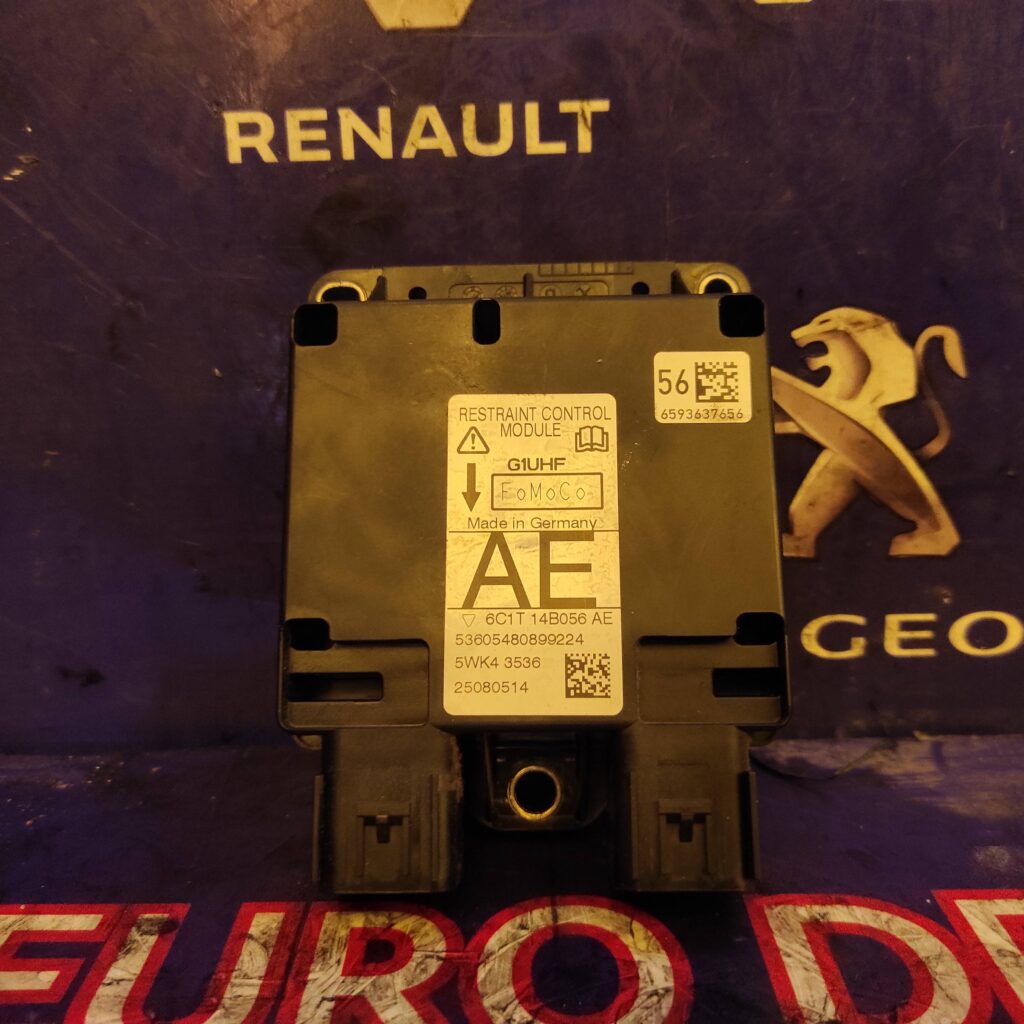 RENAULT
56
6593637656
RESTRAINT CONTROL
MODULE
G1UHF
FoMoCo
Made in Germany
AE
6C1T 14B056 AE
53605480899224
5WK4 3536
25080514
GEO
EURO D